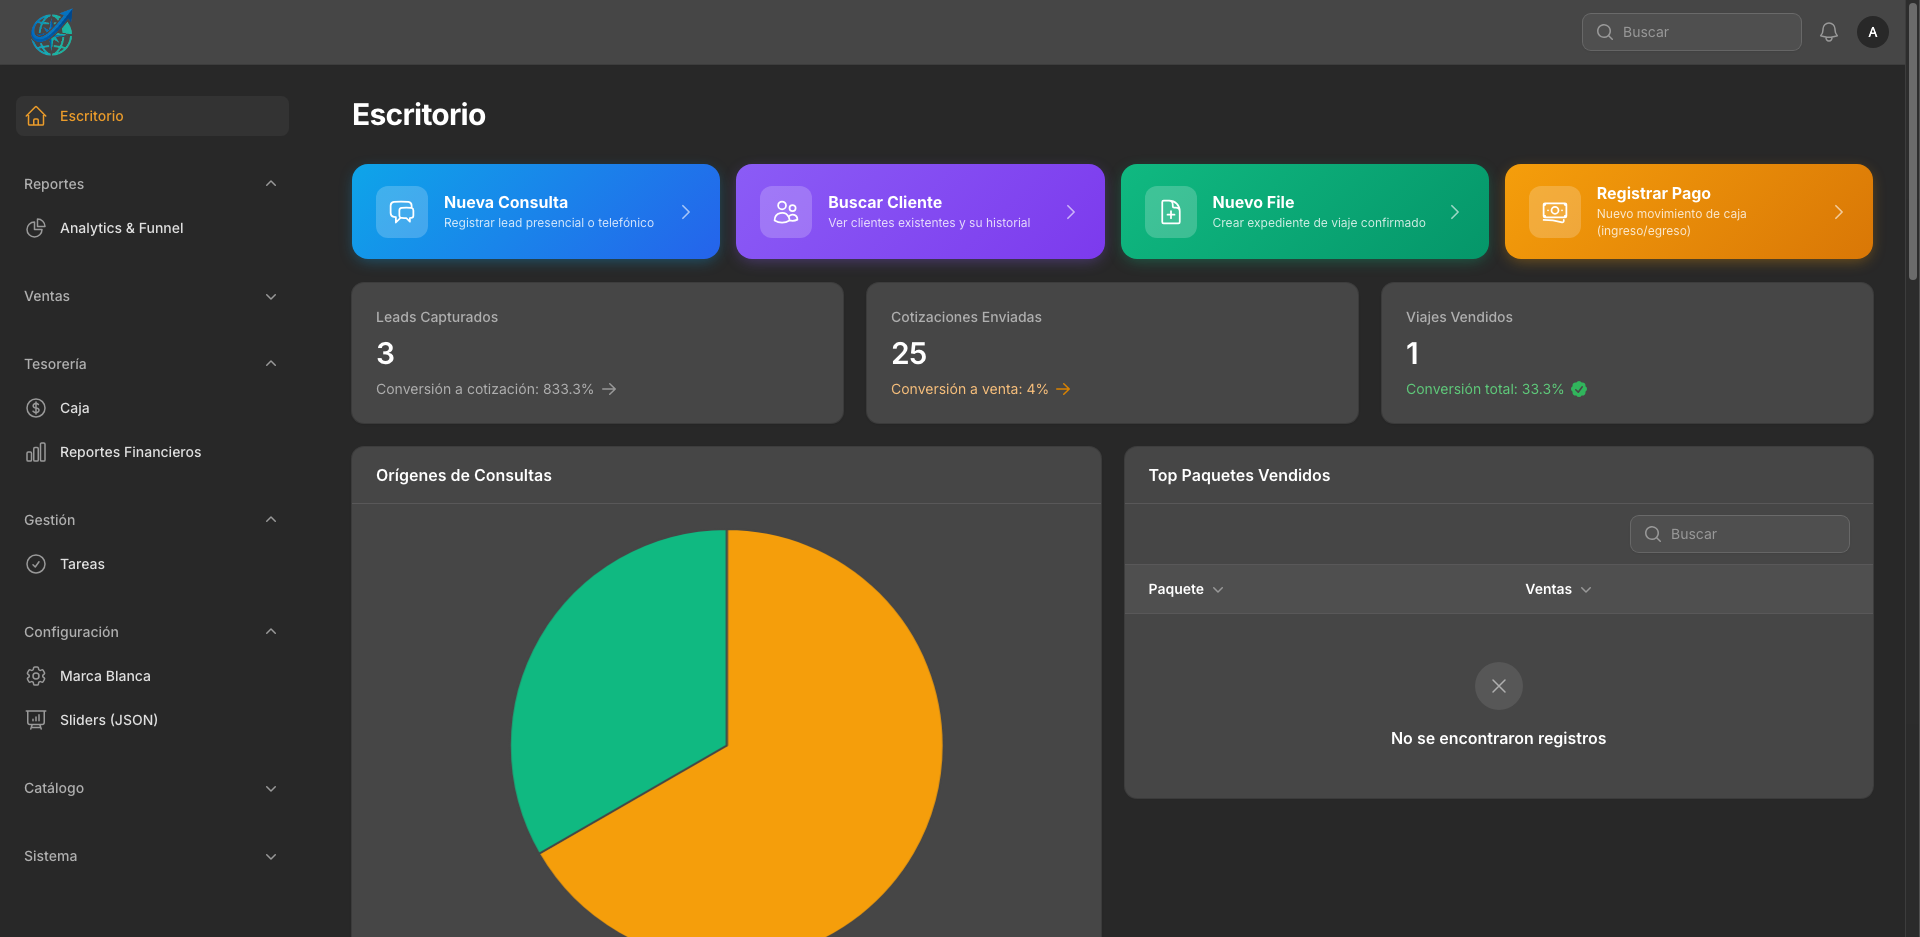 Buscar
A
Escritorio
Reportes
Analytics & Funnel
Ventas
Tesorería
Caja
Reportes Financieros
Gestión
Tareas
Configuración
Marca Blanca
Sliders (JSON)
Catálogo
Sistema
Escritorio
Nueva Consulta
Registrar lead presencial o telefónico
Buscar Cliente
Ver clientes existentes y su historial
Nuevo File
Crear expediente de viaje confirmado
Registrar Pago
Nuevo movimiento de caja
(ingreso/egreso)
Leads Capturados
3
Conversión a cotización: 833.3%
Cotizaciones Enviadas
25
Conversión a venta: 4%
Viajes Vendidos
1
Conversión total: 33.3%
Orígenes de Consultas
Top Paquetes Vendidos
Buscar
Paquete
Ventas
No se encontraron registros